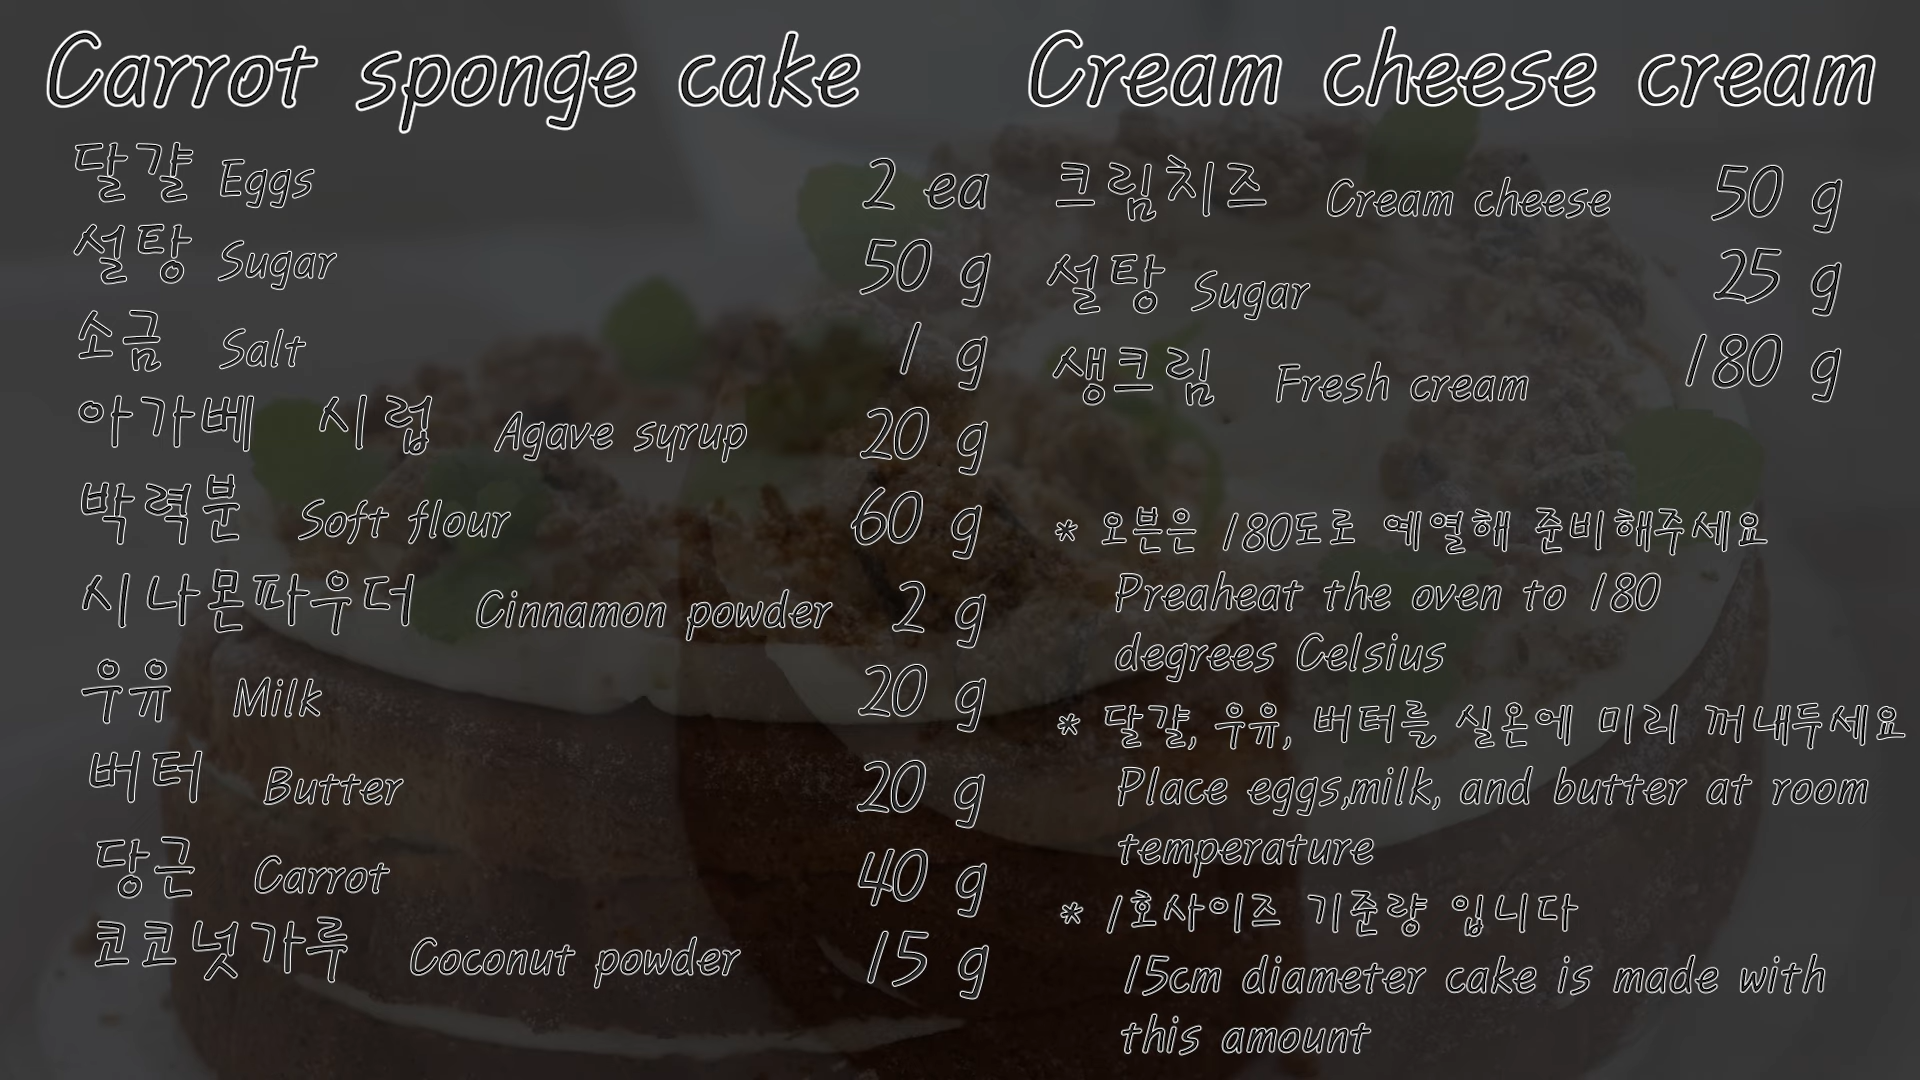 Carrot sponge cake
달걀 Eggs 2 ea
설탕 Sugar 50 g
소금 Salt 1 g
아가베 시럽 Agave syrup 20 g
박력분 Soft flour 60 g
시나몬파우더 Cinnamon powder 2 g
우유 Milk 20 g
버터 Butter 20 g
당근 Carrot 40 g
코코넛가루 Coconut powder 15 g
Cream cheese cream
크림치즈 Cream cheese 50 g
설탕 Sugar 25 g
생크림 Fresh cream 180 g
* 오븐은 180도로 예열해 준비해주세요
Preaheat the oven to 180
degrees Celsius
* 달걀, 우유, 버터를 실온에 미리 꺼내두세요
Place eggs,milk, and butter at room
temperature
* 1호사이즈 기준량 입니다
15cm diameter cake is made with
this amount